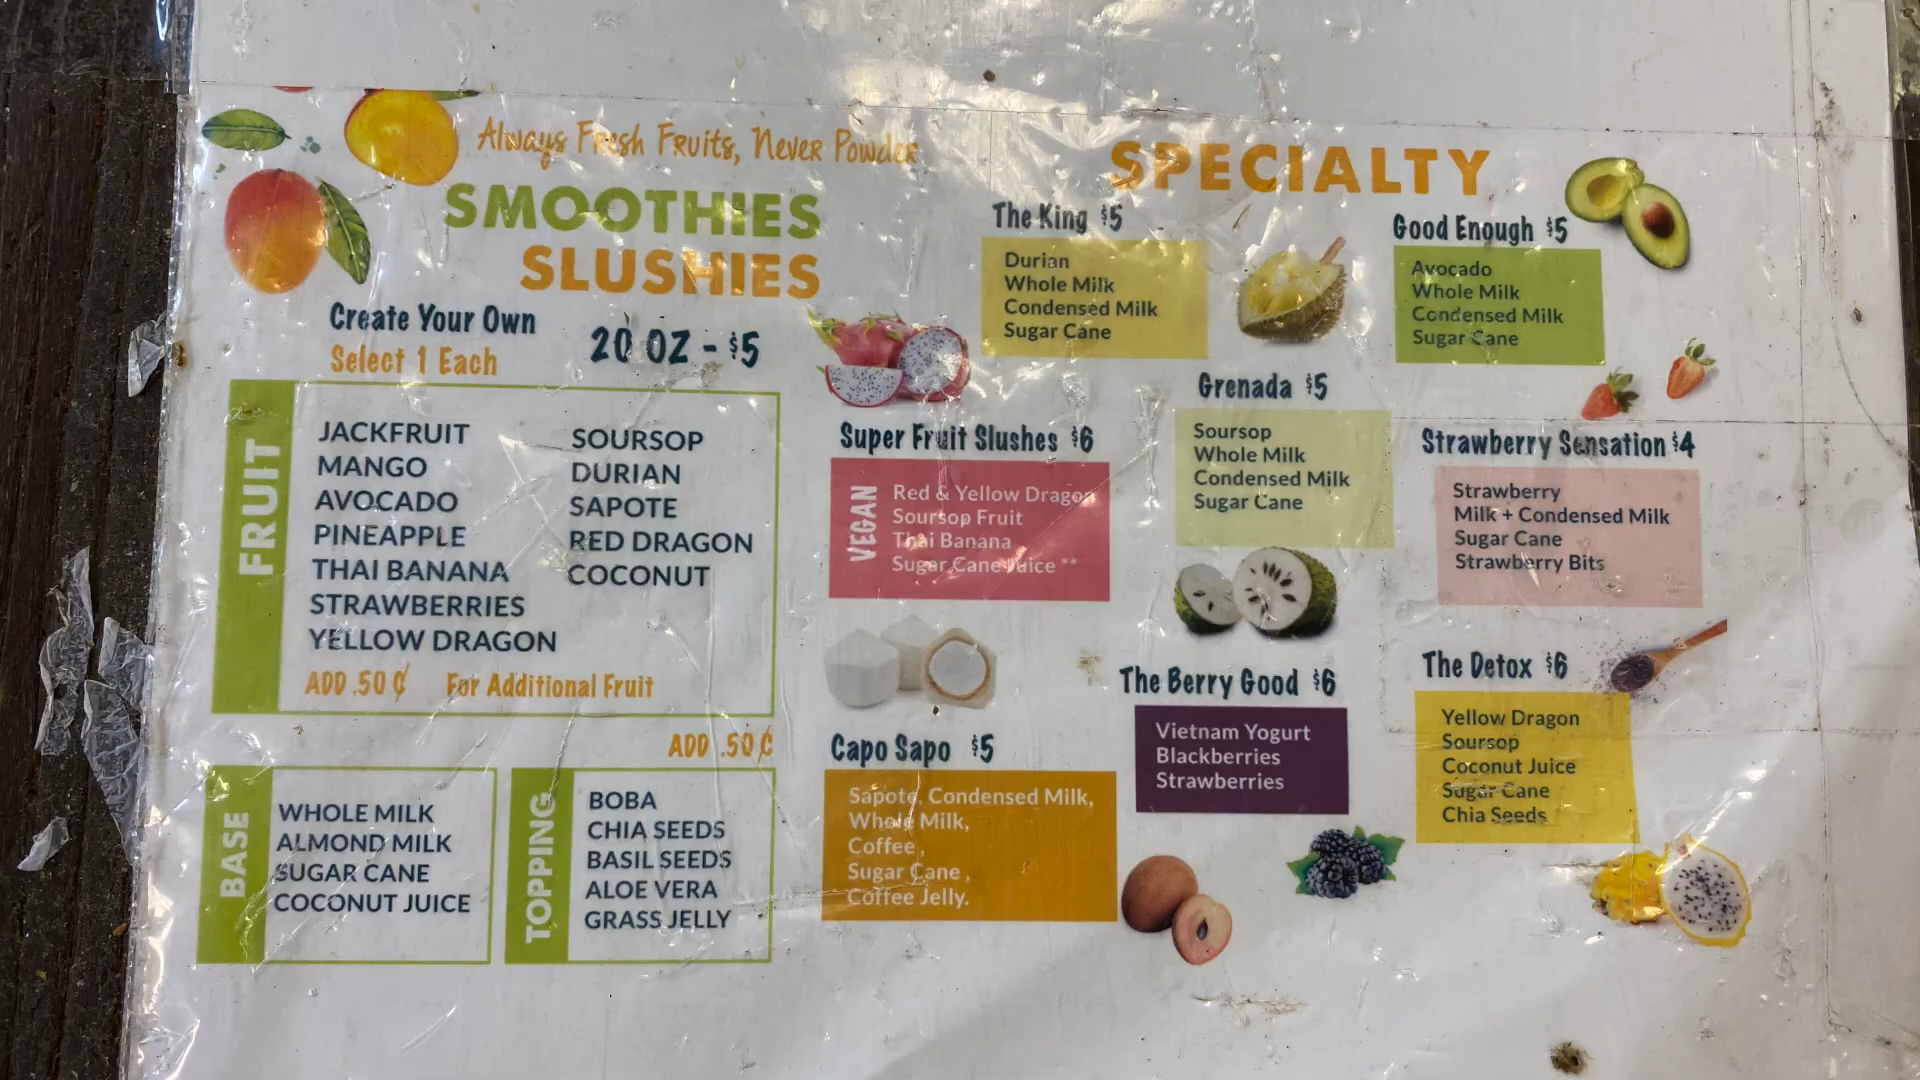 Always Fresh Fruits, Never Powder
SMOOTHIES
SLUSHIES
Create Your Own
Select 1 Each
20 OZ - $5
FRUIT
JACKFRUIT
MANGO
AVOCADO
PINEAPPLE
THAI BANANA
STRAWBERRIES
YELLOW DRAGON
SOURSOP
DURIAN
SAPOTE
RED DRAGON
COCONUT
ADD .50¢ For Additional Fruit
BASE
WHOLE MILK
ALMOND MILK
SUGAR CANE
COCONUT JUICE
ADD .50¢
TOPPING
BOBA
CHIA SEEDS
BASIL SEEDS
ALOE VERA
GRASS JELLY
SPECIALTY
The King $5
Durian
Whole Milk
Condensed Milk
Sugar Cane
Good Enough $5
Avocado
Whole Milk
Condensed Milk
Sugar Cane
Super Fruit Slushes $6
VEGAN
Red & Yellow Dragon
Soursop Fruit
Thai Banana
Sugar Cane Juice **
Grenada $5
Soursop
Whole Milk
Condensed Milk
Sugar Cane
Strawberry Sensation $4
Strawberry
Milk + Condensed Milk
Sugar Cane
Strawberry Bits
Capo Sapo $5
Sapote, Condensed Milk,
Whole Milk,
Coffee ,
Sugar Cane ,
Coffee Jelly.
The Berry Good $6
Vietnam Yogurt
Blackberries
Strawberries
The Detox $6
Yellow Dragon
Soursop
Coconut Juice
Sugar Cane
Chia Seeds